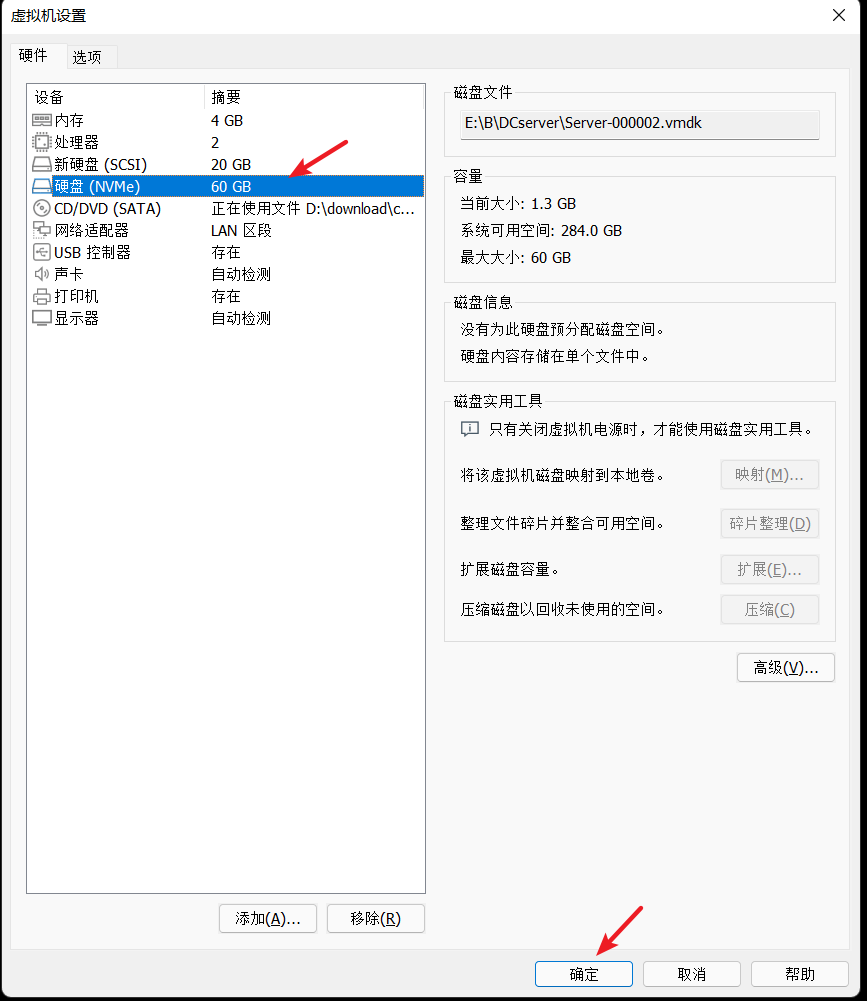 虚拟机设置
硬件 选项
设备 摘要
内存 4 GB
处理器 2
新硬盘 (SCSI) 20 GB
硬盘 (NVMe) 60 GB
CD/DVD (SATA) 正在使用文件 D:\download\c...
网络适配器 LAN 区段
USB 控制器 存在
声卡 自动检测
打印机 存在
显示器 自动检测
添加(A)... 移除(R)
磁盘文件
E:\B\DCserver\Server-000002.vmdk
容量
当前大小: 1.3 GB
系统可用空间: 284.0 GB
最大大小: 60 GB
磁盘信息
没有为此硬盘预分配磁盘空间。
硬盘内容存储在单个文件中。
磁盘实用工具
只有关闭虚拟机电源时，才能使用磁盘实用工具。
将该虚拟机磁盘映射到本地卷。 映射(M)...
整理文件碎片并整合可用空间。 碎片整理(D)
扩展磁盘容量。 扩展(E)...
压缩磁盘以回收未使用的空间。 压缩(C)
高级(V)...
确定 取消 帮助